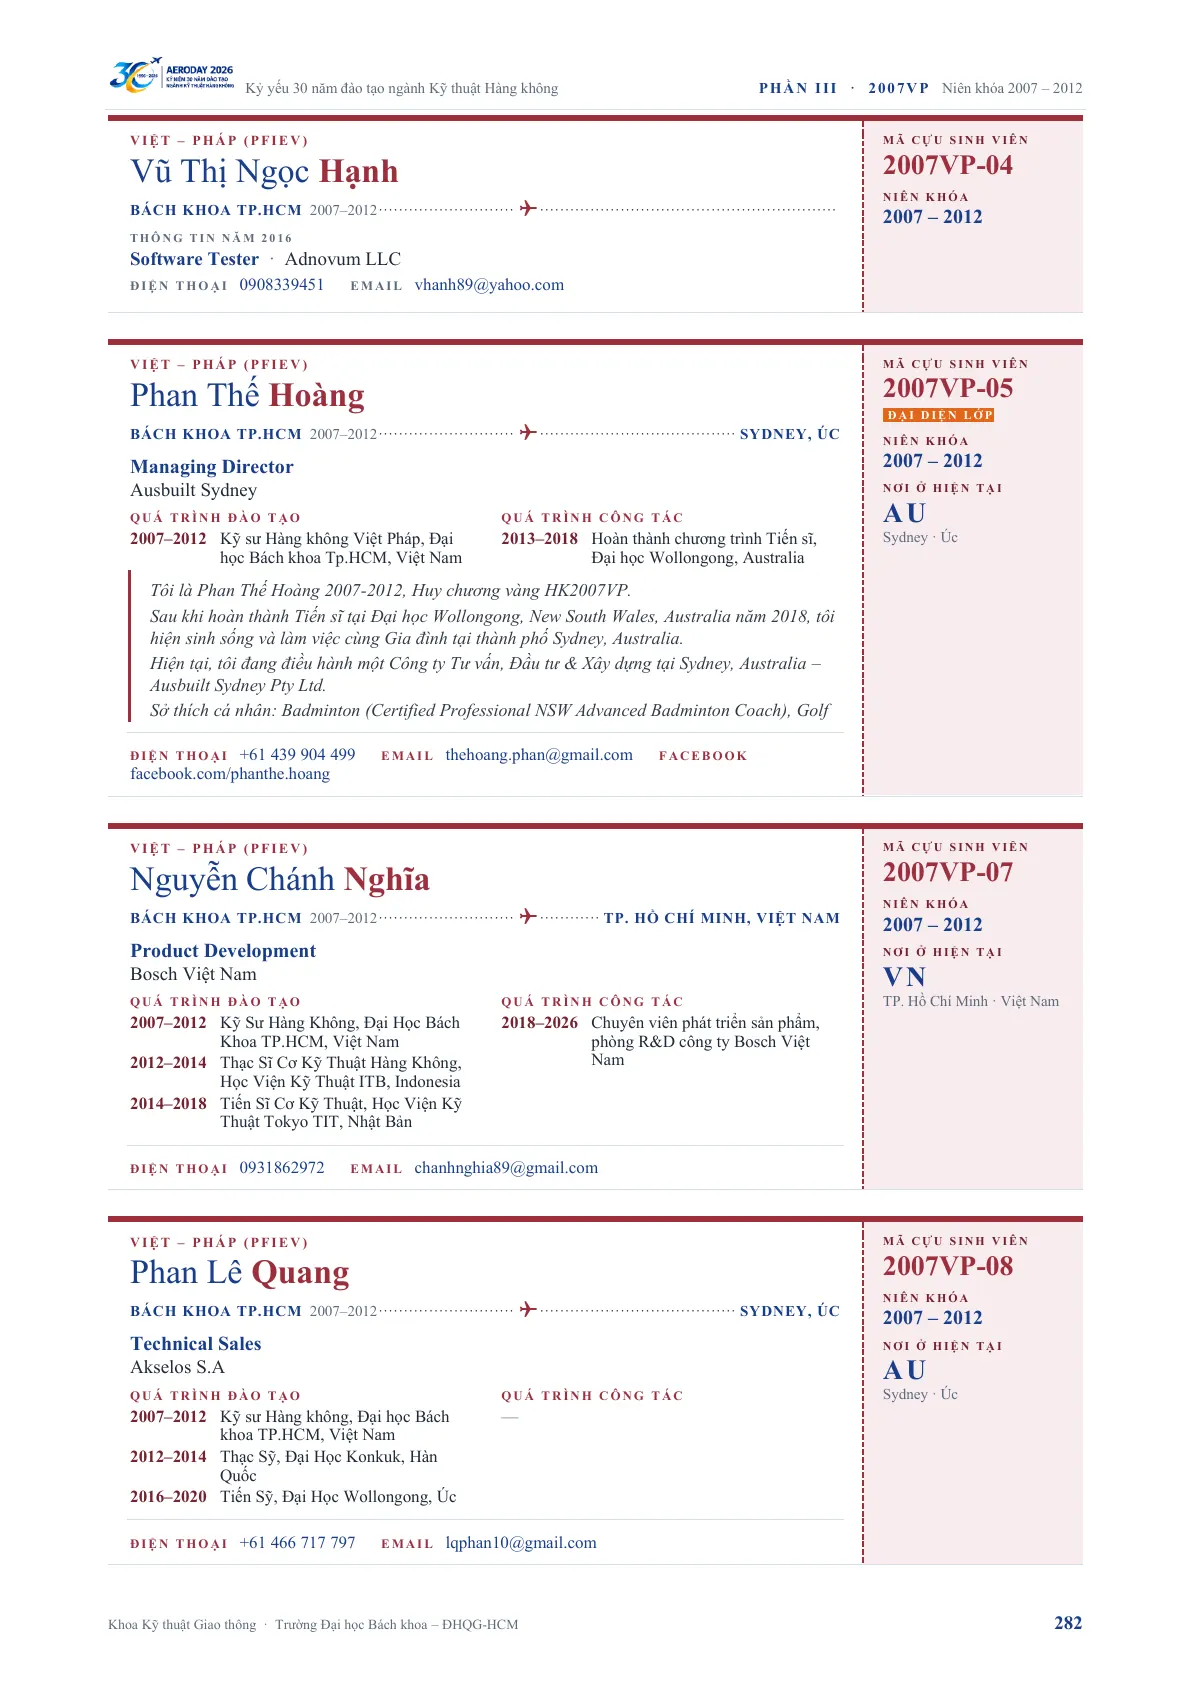 30
1996 - 2026
AERODAY 2026
KỶ NIỆM 30 NĂM ĐÀO TẠO
NGÀNH KỸ THUẬT HÀNG KHÔNG
Kỷ yếu 30 năm đào tạo ngành Kỹ thuật Hàng không
PHẦN III · 2007VP Niên khóa 2007 – 2012
VIỆT – PHÁP (PFIEV)
Vũ Thị Ngọc Hạnh
BÁCH KHOA TP.HCM 2007–2012
THÔNG TIN NĂM 2016
Software Tester · Adnovum LLC
ĐIỆN THOẠI 0908339451 EMAIL vhanh89@yahoo.com
MÃ CỰU SINH VIÊN
2007VP-04
NIÊN KHÓA
2007 – 2012
VIỆT – PHÁP (PFIEV)
Phan Thế Hoàng
BÁCH KHOA TP.HCM 2007–2012 SYDNEY, ÚC
Managing Director
Ausbuilt Sydney
QUÁ TRÌNH ĐÀO TẠO
2007–2012 Kỹ sư Hàng không Việt Pháp, Đại
học Bách khoa Tp.HCM, Việt Nam
QUÁ TRÌNH CÔNG TÁC
2013–2018 Hoàn thành chương trình Tiến sĩ,
Đại học Wollongong, Australia
Tôi là Phan Thế Hoàng 2007-2012, Huy chương vàng HK2007VP.
Sau khi hoàn thành Tiến sĩ tại Đại học Wollongong, New South Wales, Australia năm 2018, tôi
hiện sinh sống và làm việc cùng Gia đình tại thành phố Sydney, Australia.
Hiện tại, tôi đang điều hành một Công ty Tư vấn, Đầu tư & Xây dựng tại Sydney, Australia –
Ausbuilt Sydney Pty Ltd.
Sở thích cá nhân: Badminton (Certified Professional NSW Advanced Badminton Coach), Golf
ĐIỆN THOẠI +61 439 904 499 EMAIL thehoang.phan@gmail.com FACEBOOK
facebook.com/phanthe.hoang
MÃ CỰU SINH VIÊN
2007VP-05
ĐẠI DIỆN LỚP
NIÊN KHÓA
2007 – 2012
NƠI Ở HIỆN TẠI
AU
Sydney · Úc
VIỆT – PHÁP (PFIEV)
Nguyễn Chánh Nghĩa
BÁCH KHOA TP.HCM 2007–2012 TP. HỒ CHÍ MINH, VIỆT NAM
Product Development
Bosch Việt Nam
QUÁ TRÌNH ĐÀO TẠO
2007–2012 Kỹ Sư Hàng Không, Đại Học Bách
Khoa TP.HCM, Việt Nam
2012–2014 Thạc Sĩ Cơ Kỹ Thuật Hàng Không,
Học Viện Kỹ Thuật ITB, Indonesia
2014–2018 Tiến Sĩ Cơ Kỹ Thuật, Học Viện Kỹ
Thuật Tokyo TIT, Nhật Bản
QUÁ TRÌNH CÔNG TÁC
2018–2026 Chuyên viên phát triển sản phẩm,
phòng R&D công ty Bosch Việt
Nam
ĐIỆN THOẠI 0931862972 EMAIL chanhnghia89@gmail.com
MÃ CỰU SINH VIÊN
2007VP-07
NIÊN KHÓA
2007 – 2012
NƠI Ở HIỆN TẠI
VN
TP. Hồ Chí Minh · Việt Nam
VIỆT – PHÁP (PFIEV)
Phan Lê Quang
BÁCH KHOA TP.HCM 2007–2012 SYDNEY, ÚC
Technical Sales
Akselos S.A
QUÁ TRÌNH ĐÀO TẠO
2007–2012 Kỹ sư Hàng không, Đại học Bách
khoa TP.HCM, Việt Nam
2012–2014 Thạc Sỹ, Đại Học Konkuk, Hàn
Quốc
2016–2020 Tiến Sỹ, Đại Học Wollongong, Úc
QUÁ TRÌNH CÔNG TÁC
—
ĐIỆN THOẠI +61 466 717 797 EMAIL lqphan10@gmail.com
MÃ CỰU SINH VIÊN
2007VP-08
NIÊN KHÓA
2007 – 2012
NƠI Ở HIỆN TẠI
AU
Sydney · Úc
Khoa Kỹ thuật Giao thông · Trường Đại học Bách khoa – ĐHQG-HCM
282